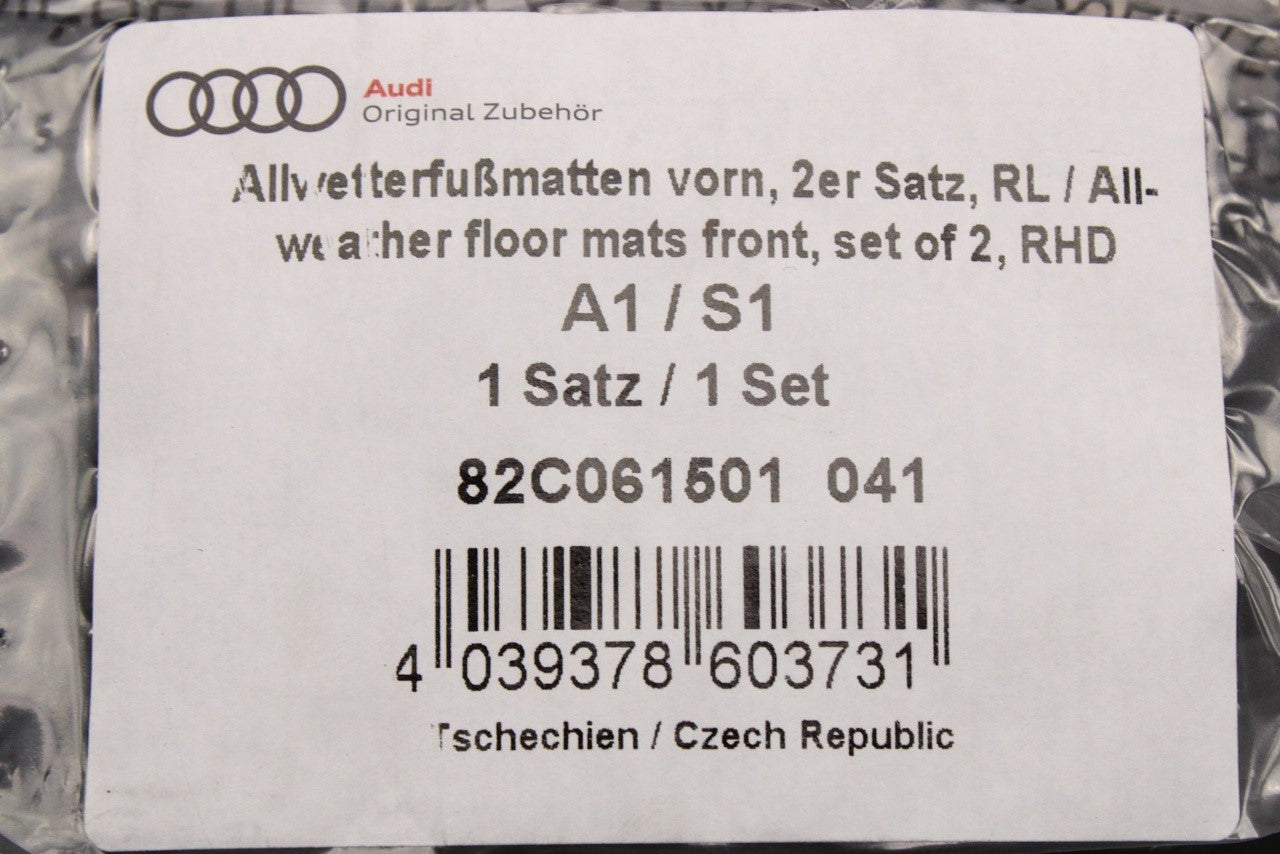 Audi
Original Zubehör
Allwetterfußmatten vorn, 2er Satz, RL / All-
weather floor mats front, set of 2, RHD
A1 / S1
1 Satz / 1 Set
82C061501 041
4 039378 603731
Tschechien / Czech Republic